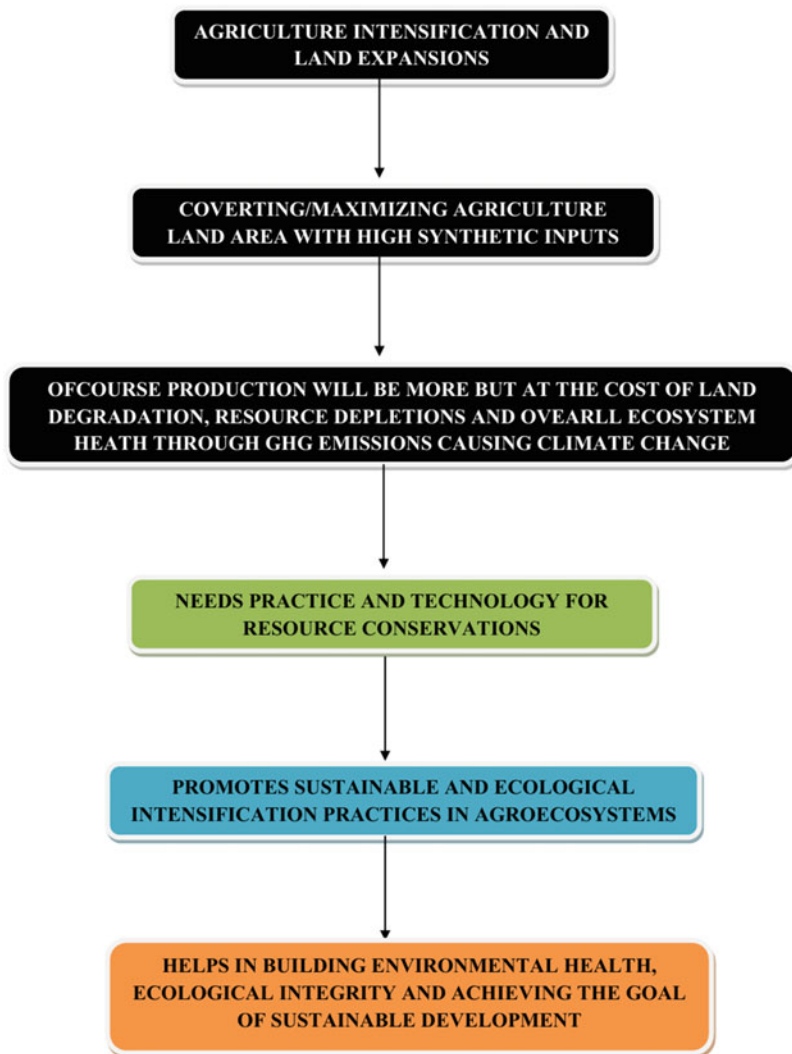 AGRICULTURE INTENSIFICATION AND
LAND EXPANSIONS
COVERTING/MAXIMIZING AGRICULTURE
LAND AREA WITH HIGH SYNTHETIC INPUTS
OFCOURSE PRODUCTION WILL BE MORE BUT AT THE COST OF LAND
DEGRADATION, RESOURCE DEPLETIONS AND OVEARLL ECOSYSTEM
HEATH THROUGH GHG EMISSIONS CAUSING CLIMATE CHANGE
NEEDS PRACTICE AND TECHNOLOGY FOR
RESOURCE CONSERVATIONS
PROMOTES SUSTAINABLE AND ECOLOGICAL
INTENSIFICATION PRACTICES IN AGROECOSYSTEMS
HELPS IN BUILDING ENVIRONMENTAL HEALTH,
ECOLOGICAL INTEGRITY AND ACHIEVING THE GOAL
OF SUSTAINABLE DEVELOPMENT